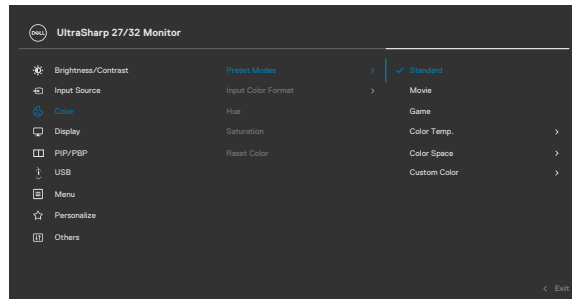 DELL UltraSharp 27/32 Monitor
Brightness/Contrast Preset Modes > ✓ Standard
Input Source Input Color Format > Movie
Color Hue Game
Display Saturation Color Temp. >
PIP/PBP Reset Color Color Space >
USB Custom Color >
Menu
Personalize
Others
< Exit